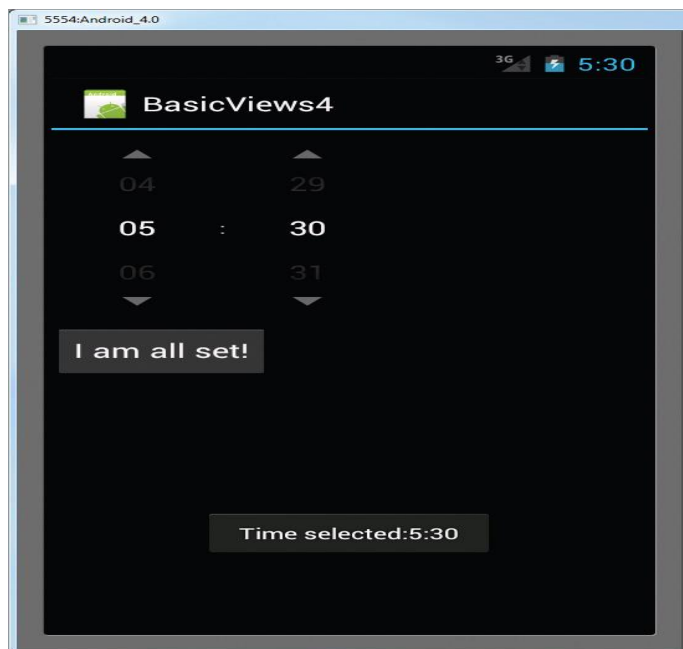 5554:Android_4.0
3G 5:30
BasicViews4
04 29
05 : 30
06 31
I am all set!
Time selected:5:30